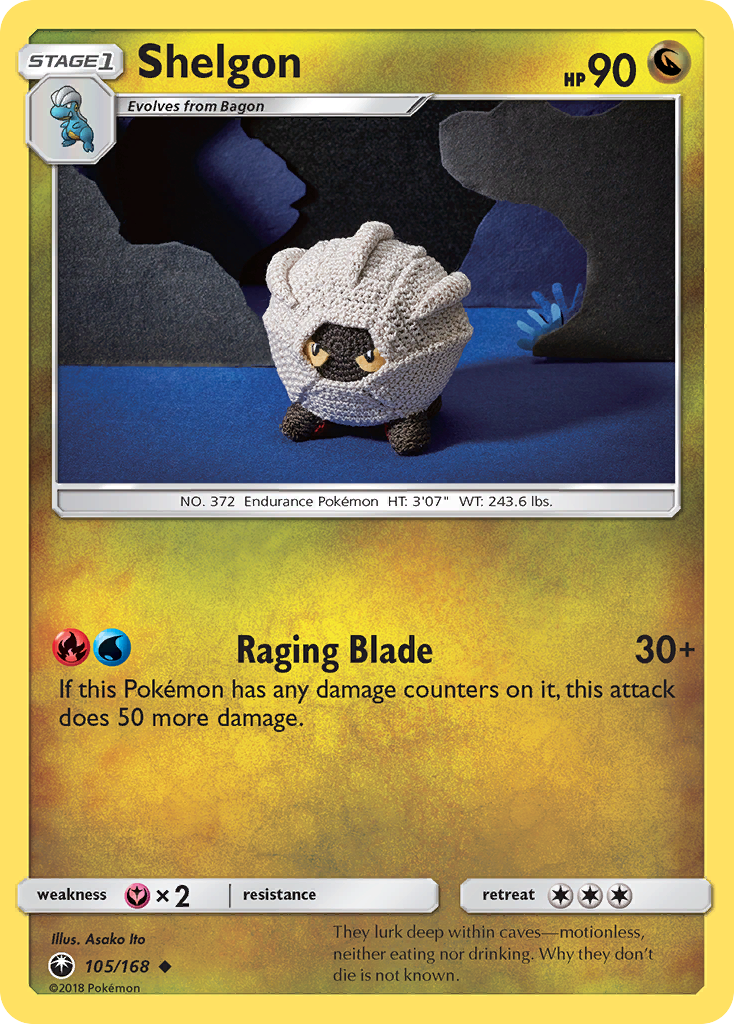 STAGE1
Shelgon
HP90
Evolves from Bagon
NO. 372 Endurance Pokémon HT: 3'07" WT: 243.6 lbs.
Raging Blade 30+
If this Pokémon has any damage counters on it, this attack
does 50 more damage.
weakness ×2 resistance retreat
Illus. Asako Ito
105/168
©2018 Pokémon
They lurk deep within caves—motionless,
neither eating nor drinking. Why they don't
die is not known.